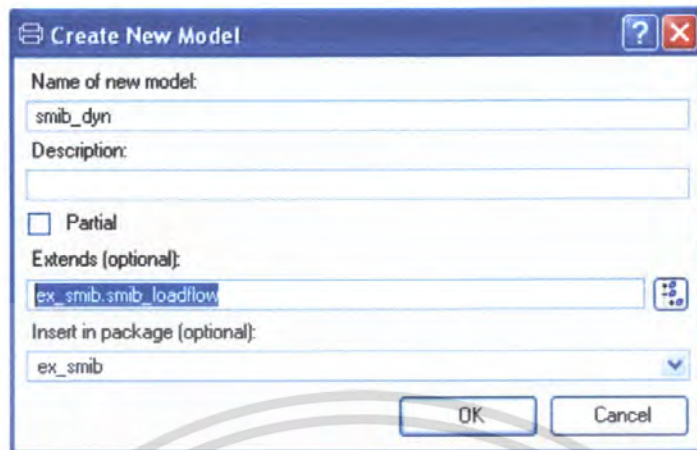 Create New Model
Name of new model:
smib_dyn
Description:
Partial
Extends (optional):
ex_smib.smib_loadflow
Insert in package (optional):
ex_smib
OK Cancel